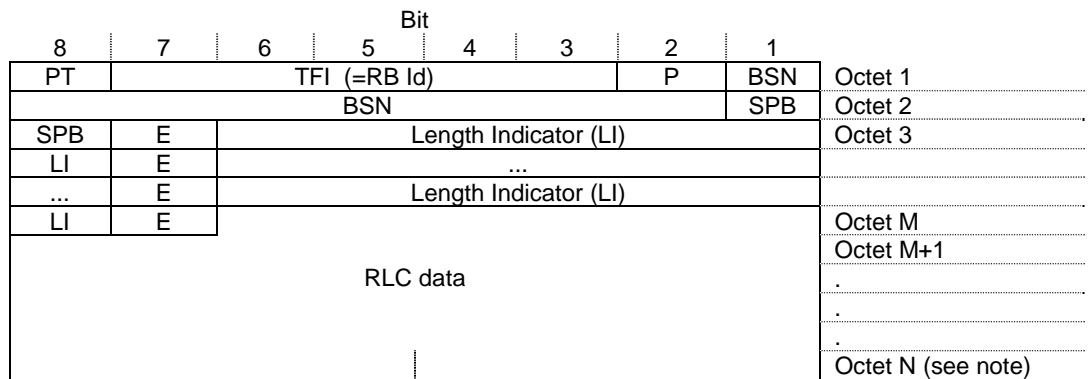 Bit
8 7 6 5 4 3 2 1
PT TFI (=RB Id) P BSN Octet 1
BSN SPB Octet 2
SPB E Length Indicator (LI) Octet 3
LI E ...
... E Length Indicator (LI)
LI E Octet M
Octet M+1
RLC data .
.
.
Octet N (see note)